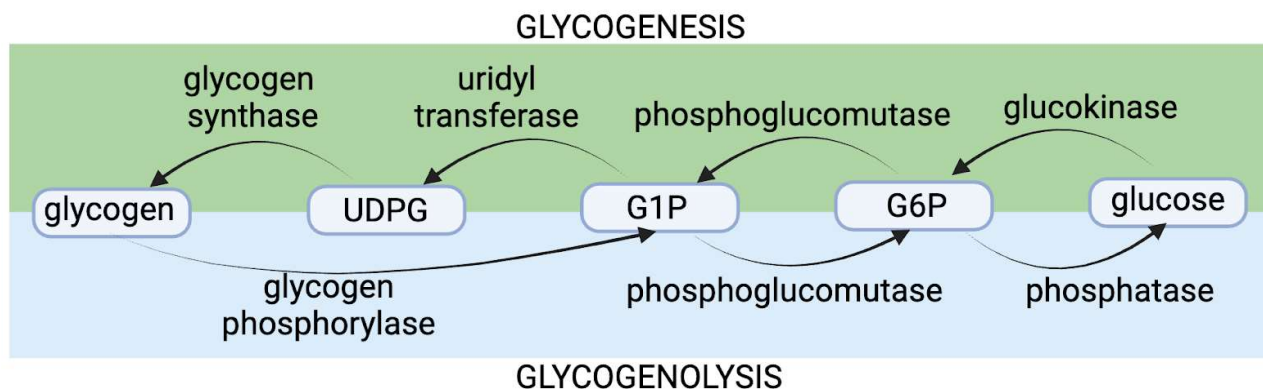 GLYCOGENESIS
glycogen
synthase
uridyl
transferase
phosphoglucomutase
glucokinase
glycogen
UDPG
G1P
G6P
glucose
glycogen
phosphorylase
phosphoglucomutase
phosphatase
GLYCOGENOLYSIS